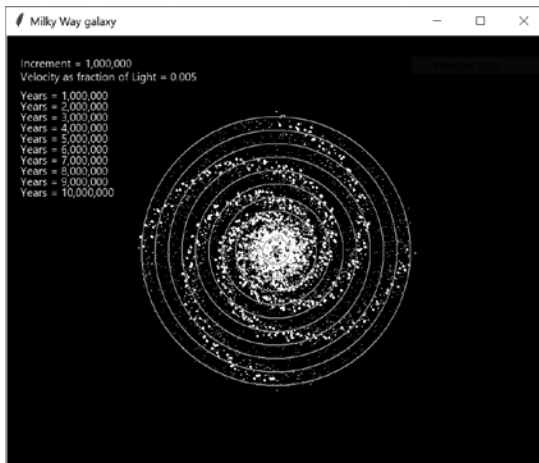 Milky Way galaxy
Increment = 1,000,000
Velocity as fraction of Light = 0.005
Years = 1,000,000
Years = 2,000,000
Years = 3,000,000
Years = 4,000,000
Years = 5,000,000
Years = 6,000,000
Years = 7,000,000
Years = 8,000,000
Years = 9,000,000
Years = 10,000,000